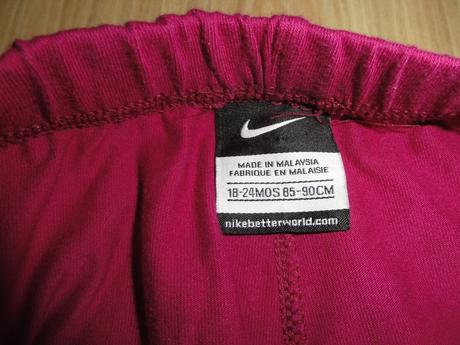 MADE IN MALAYSIA
FABRIQUE EN MALAISIE
18-24MOS 85-90CM
nikebetterworld.com